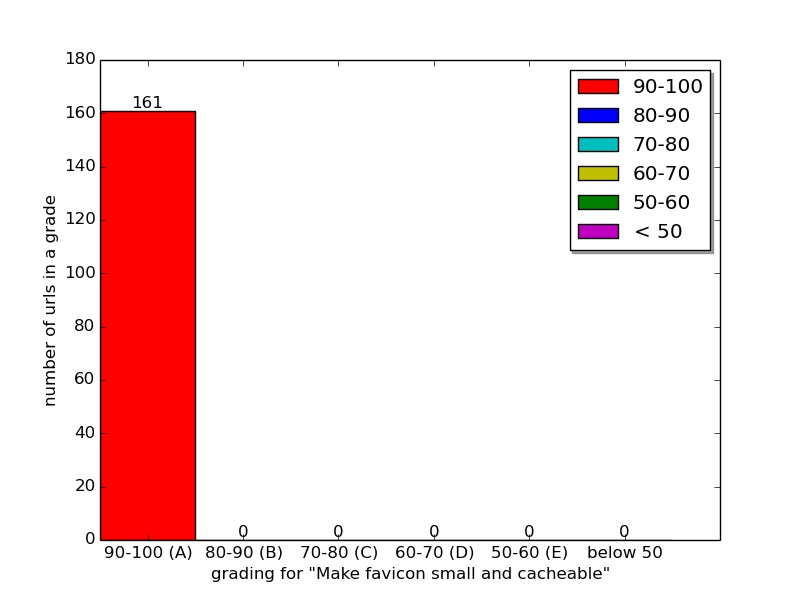 180
160
140
120
100
80
60
40
20
0
number of urls in a grade
161
0
0
0
0
0
90-100 (A)
80-90 (B)
70-80 (C)
60-70 (D)
50-60 (E)
below 50
grading for "Make favicon small and cacheable"
90-100
80-90
70-80
60-70
50-60
< 50